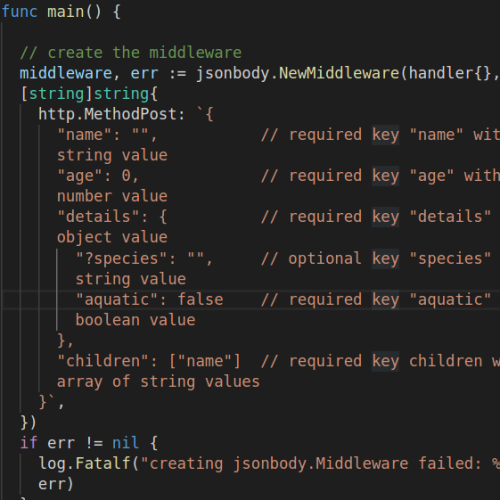 func main() {
// create the middleware
middleware, err := jsonbody.NewMiddleware(handler{},
[string]string{
http.MethodPost: `{
"name": "", // required key "name" wit
string value
"age": 0, // required key "age" with
number value
"details": { // required key "details"
object value
"?species": "", // optional key "species"
string value
"aquatic": false // required key "aquatic"
boolean value
},
"children": ["name"] // required key children w
array of string values
}`,
})
if err != nil {
log.Fatalf("creating jsonbody.Middleware failed: %
err)